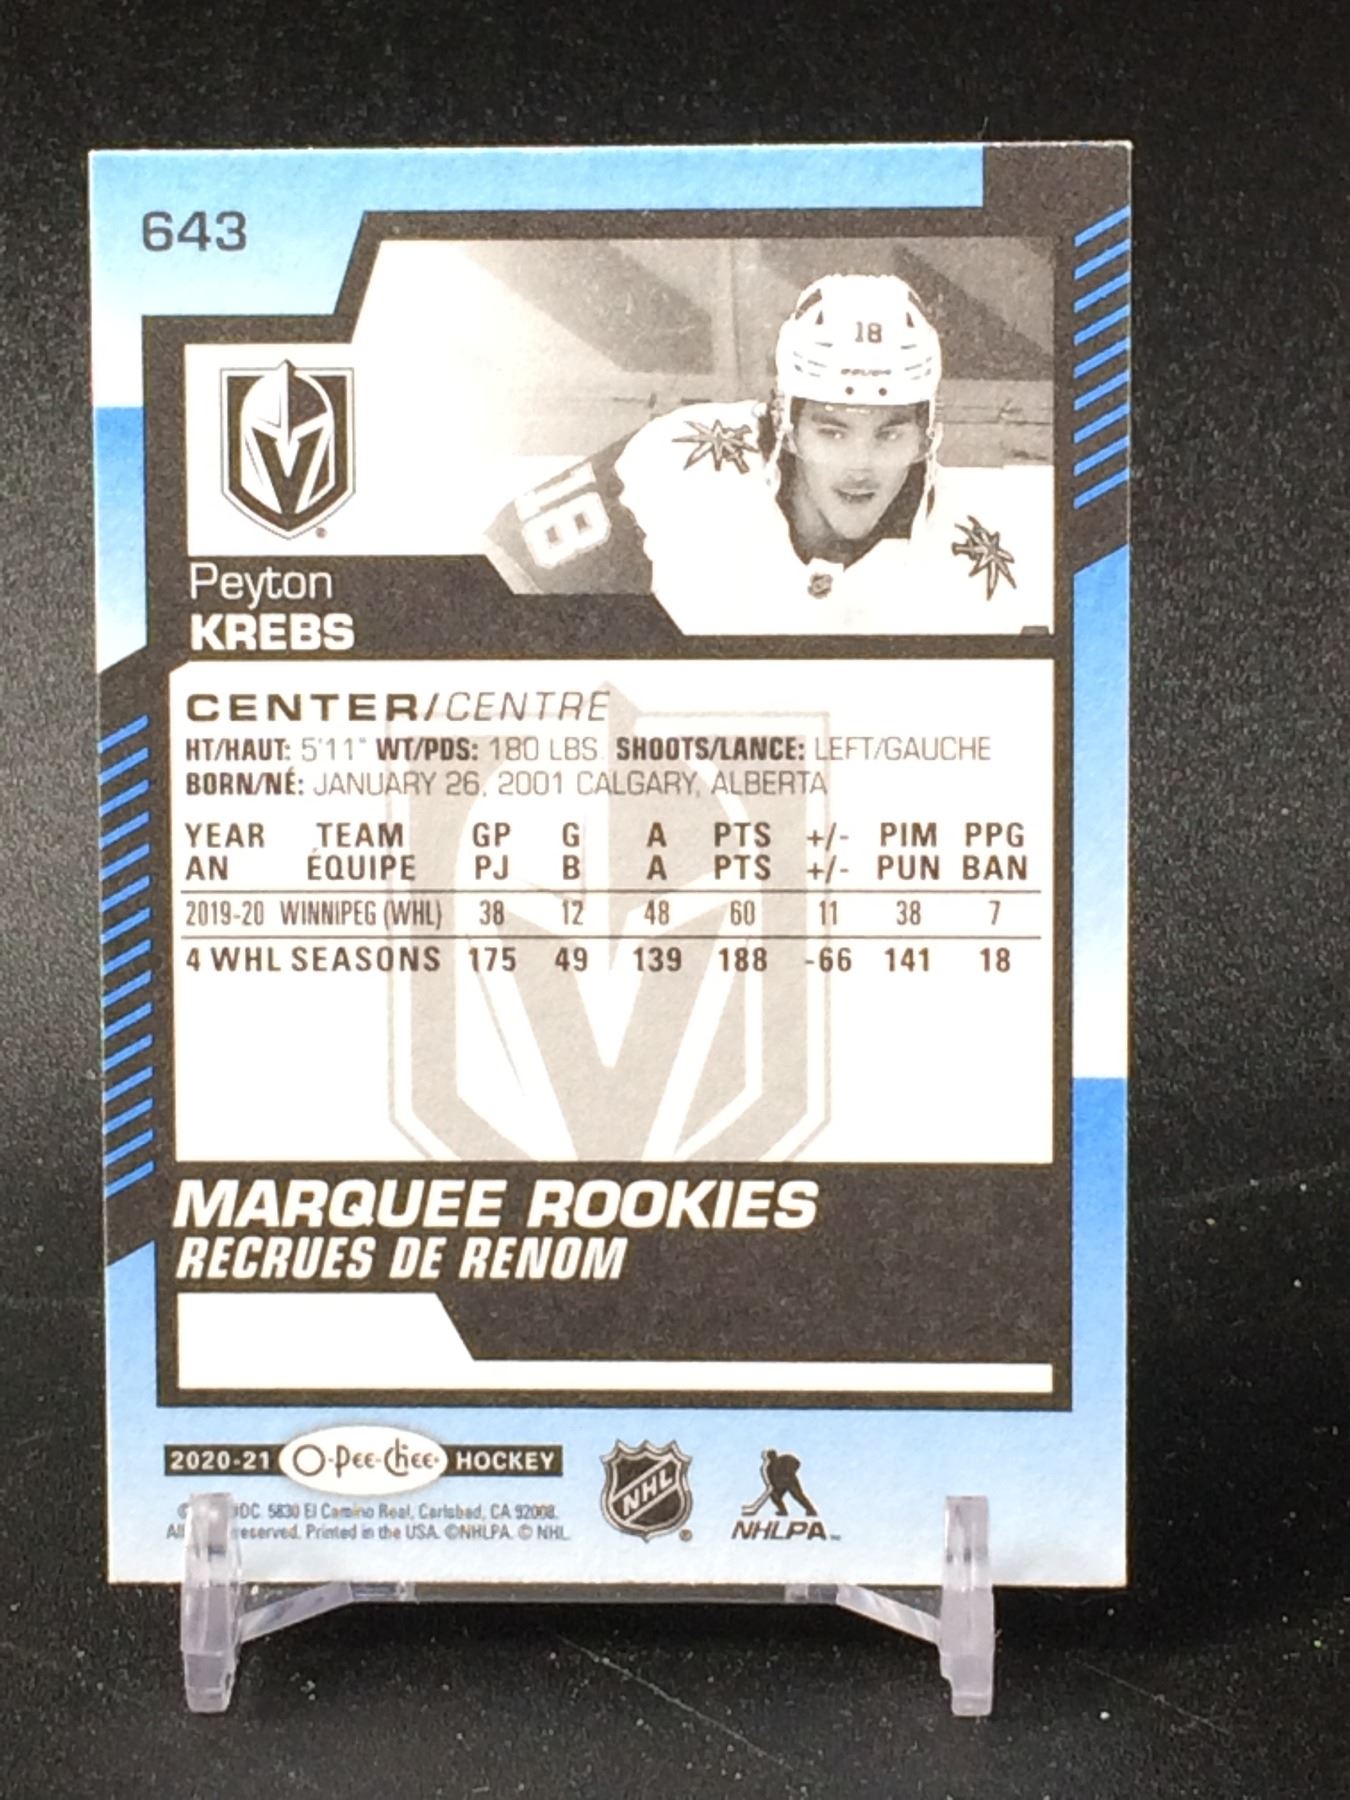 643
18
BAUER
18
Peyton
KREBS
CENTER/CENTRE
HT/HAUT: 5'11" WT/PDS: 180 LBS. SHOOTS/LANCE: LEFT/GAUCHE
BORN/NÉ: JANUARY 26, 2001 CALGARY, ALBERTA
YEAR TEAM GP G A PTS +/- PIM PPG
AN ÉQUIPE PJ B A PTS +/- PUN BAN
2019-20 WINNIPEG (WHL) 38 12 48 60 11 38 7
4 WHL SEASONS 175 49 139 188 -66 141 18
MARQUEE ROOKIES
RECRUES DE RENOM
2020-21 O-Pee-Chee HOCKEY
5830 El Camino Real, Carlsbad, CA 92008.
reserved. Printed in the USA. ©NHLPA. © NHL.
NHL
NHLPA